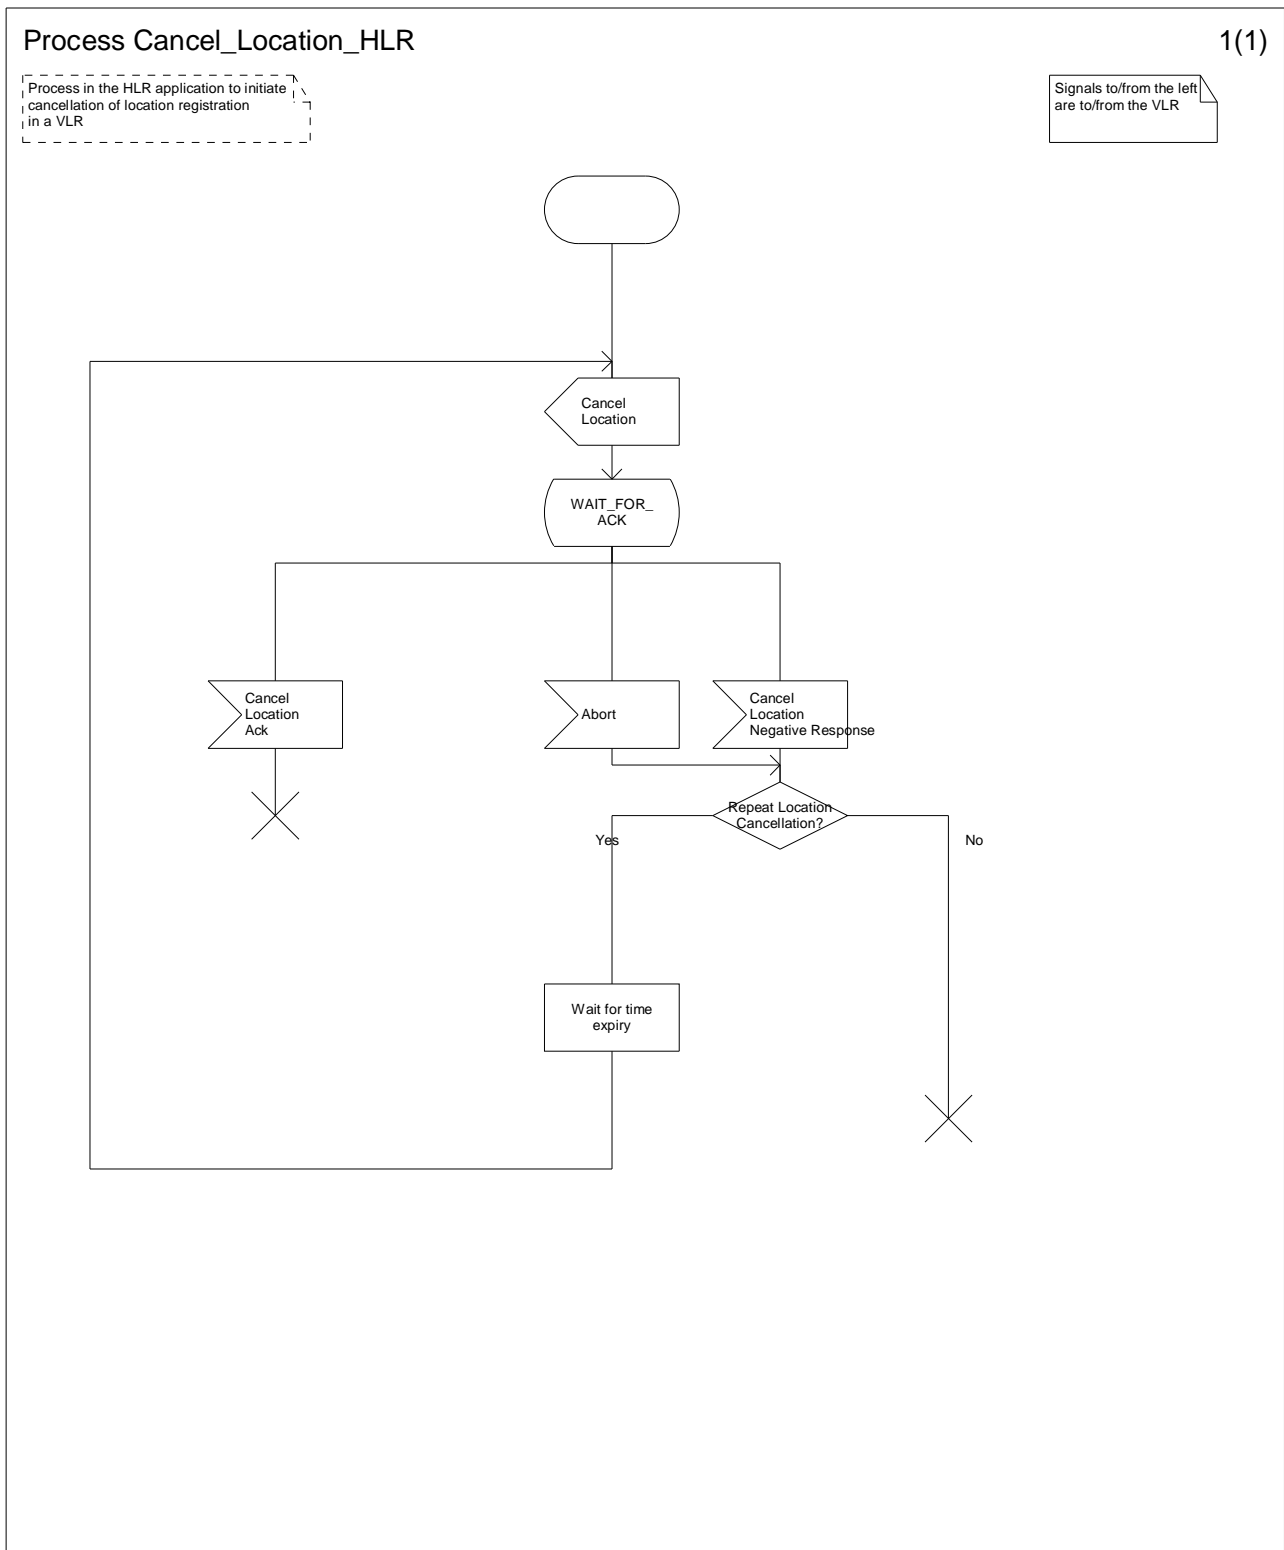 Process Cancel_Location_HLR
1(1)
Process in the HLR application to initiate
cancellation of location registration
in a VLR
Signals to/from the left
are to/from the VLR
Cancel
Location
WAIT_FOR_
ACK
Cancel
Location
Ack
Abort
Cancel
Location
Negative Response
Repeat Location
Cancellation?
Yes
No
Wait for time
expiry